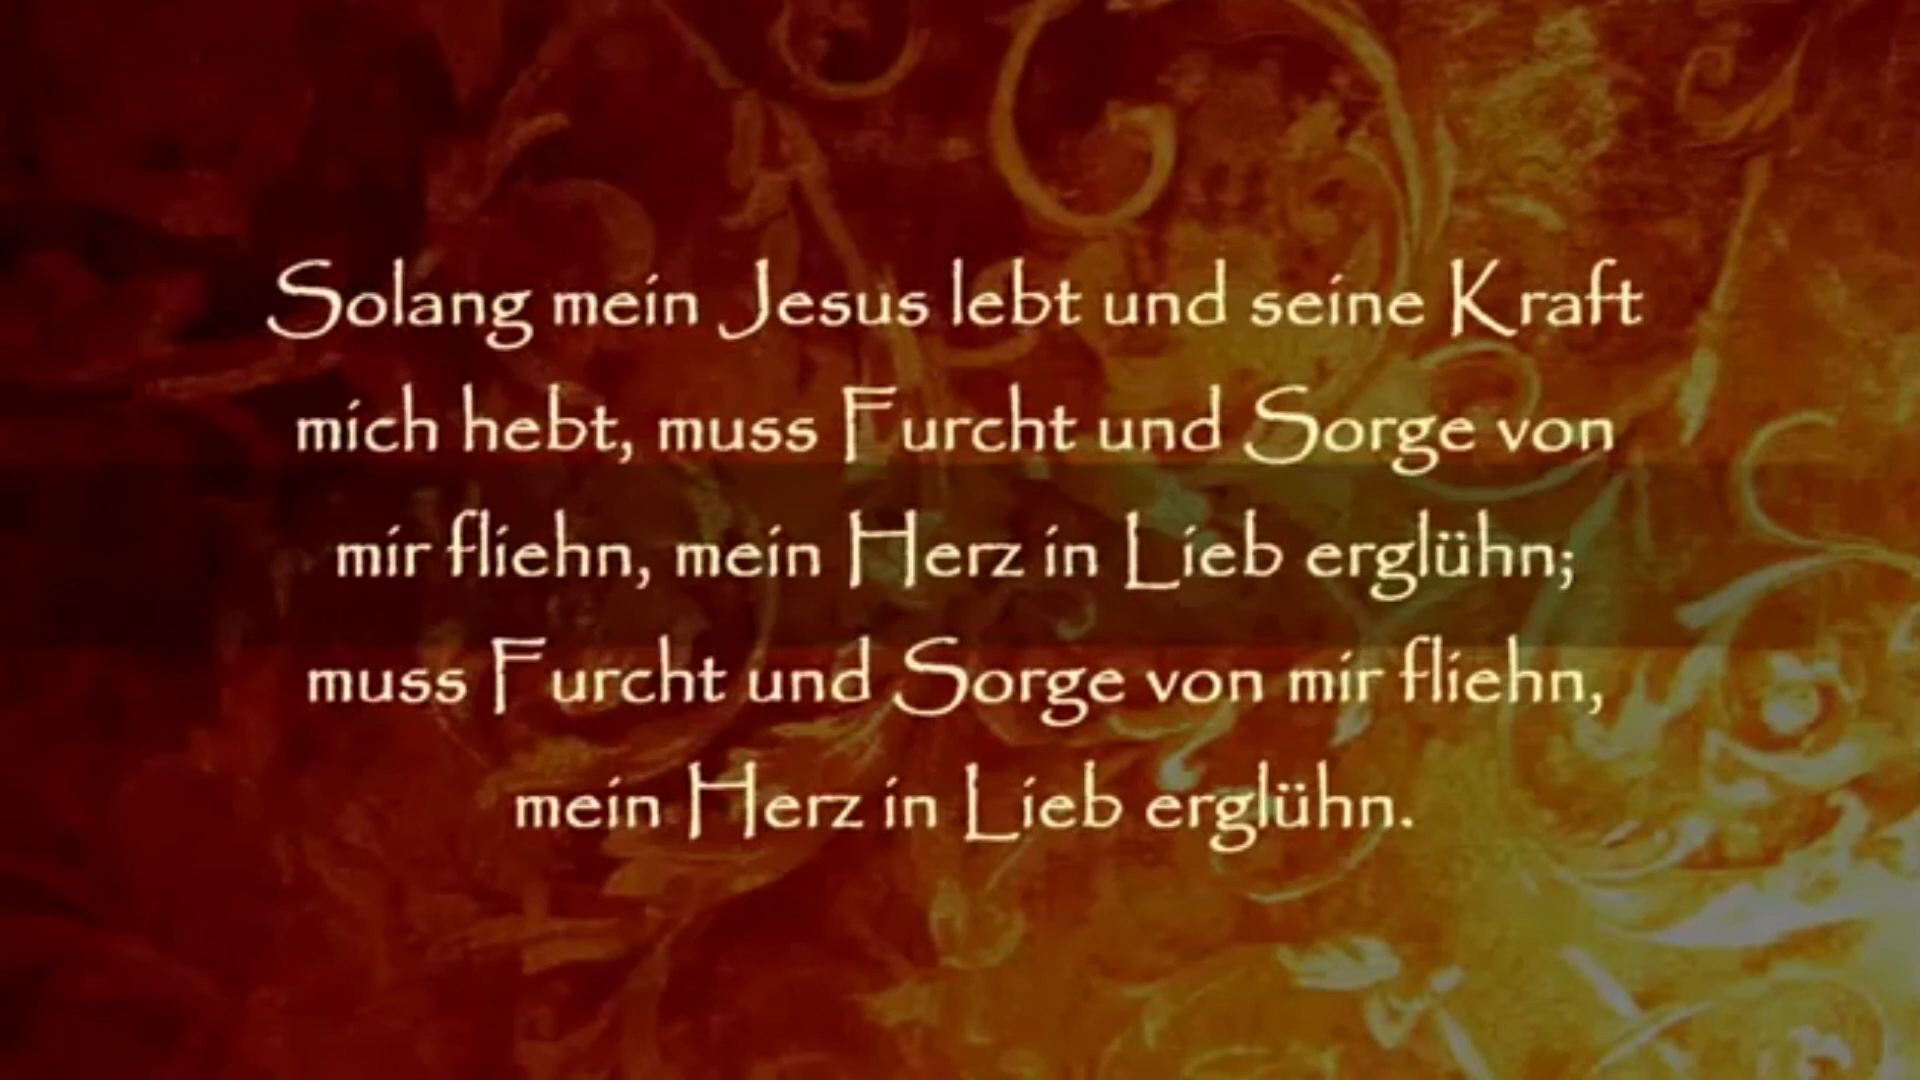 Solang mein Jesus lebt und seine Kraft
mich hebt, muss Furcht und Sorge von
mir fliehn, mein Herz in Lieb erglühn;
muss Furcht und Sorge von mir fliehn,
mein Herz in Lieb erglühn.